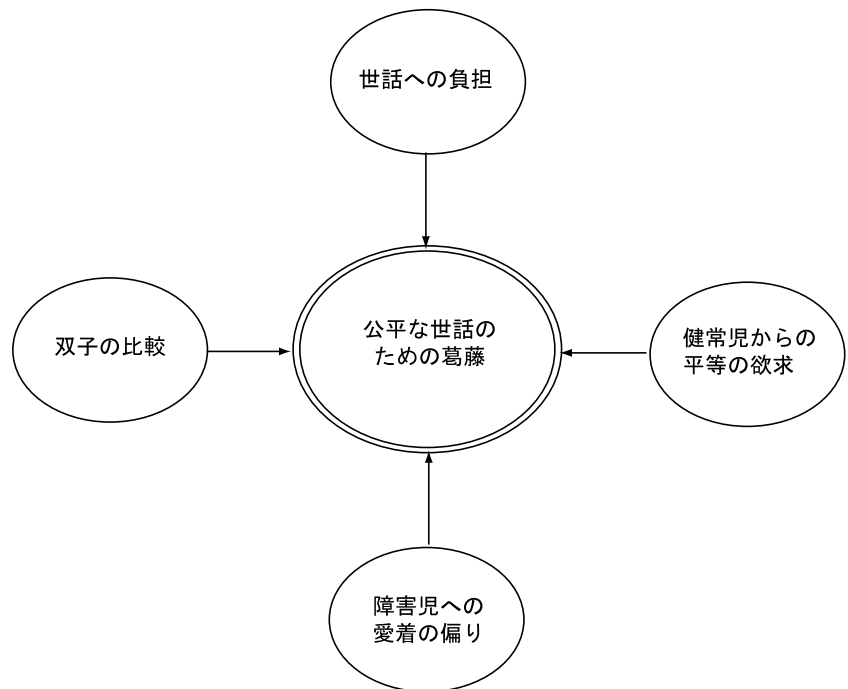 世話への負担
双子の比較
公平な世話の
ための葛藤
健常児からの
平等の欲求
障害児への
愛着の偏り